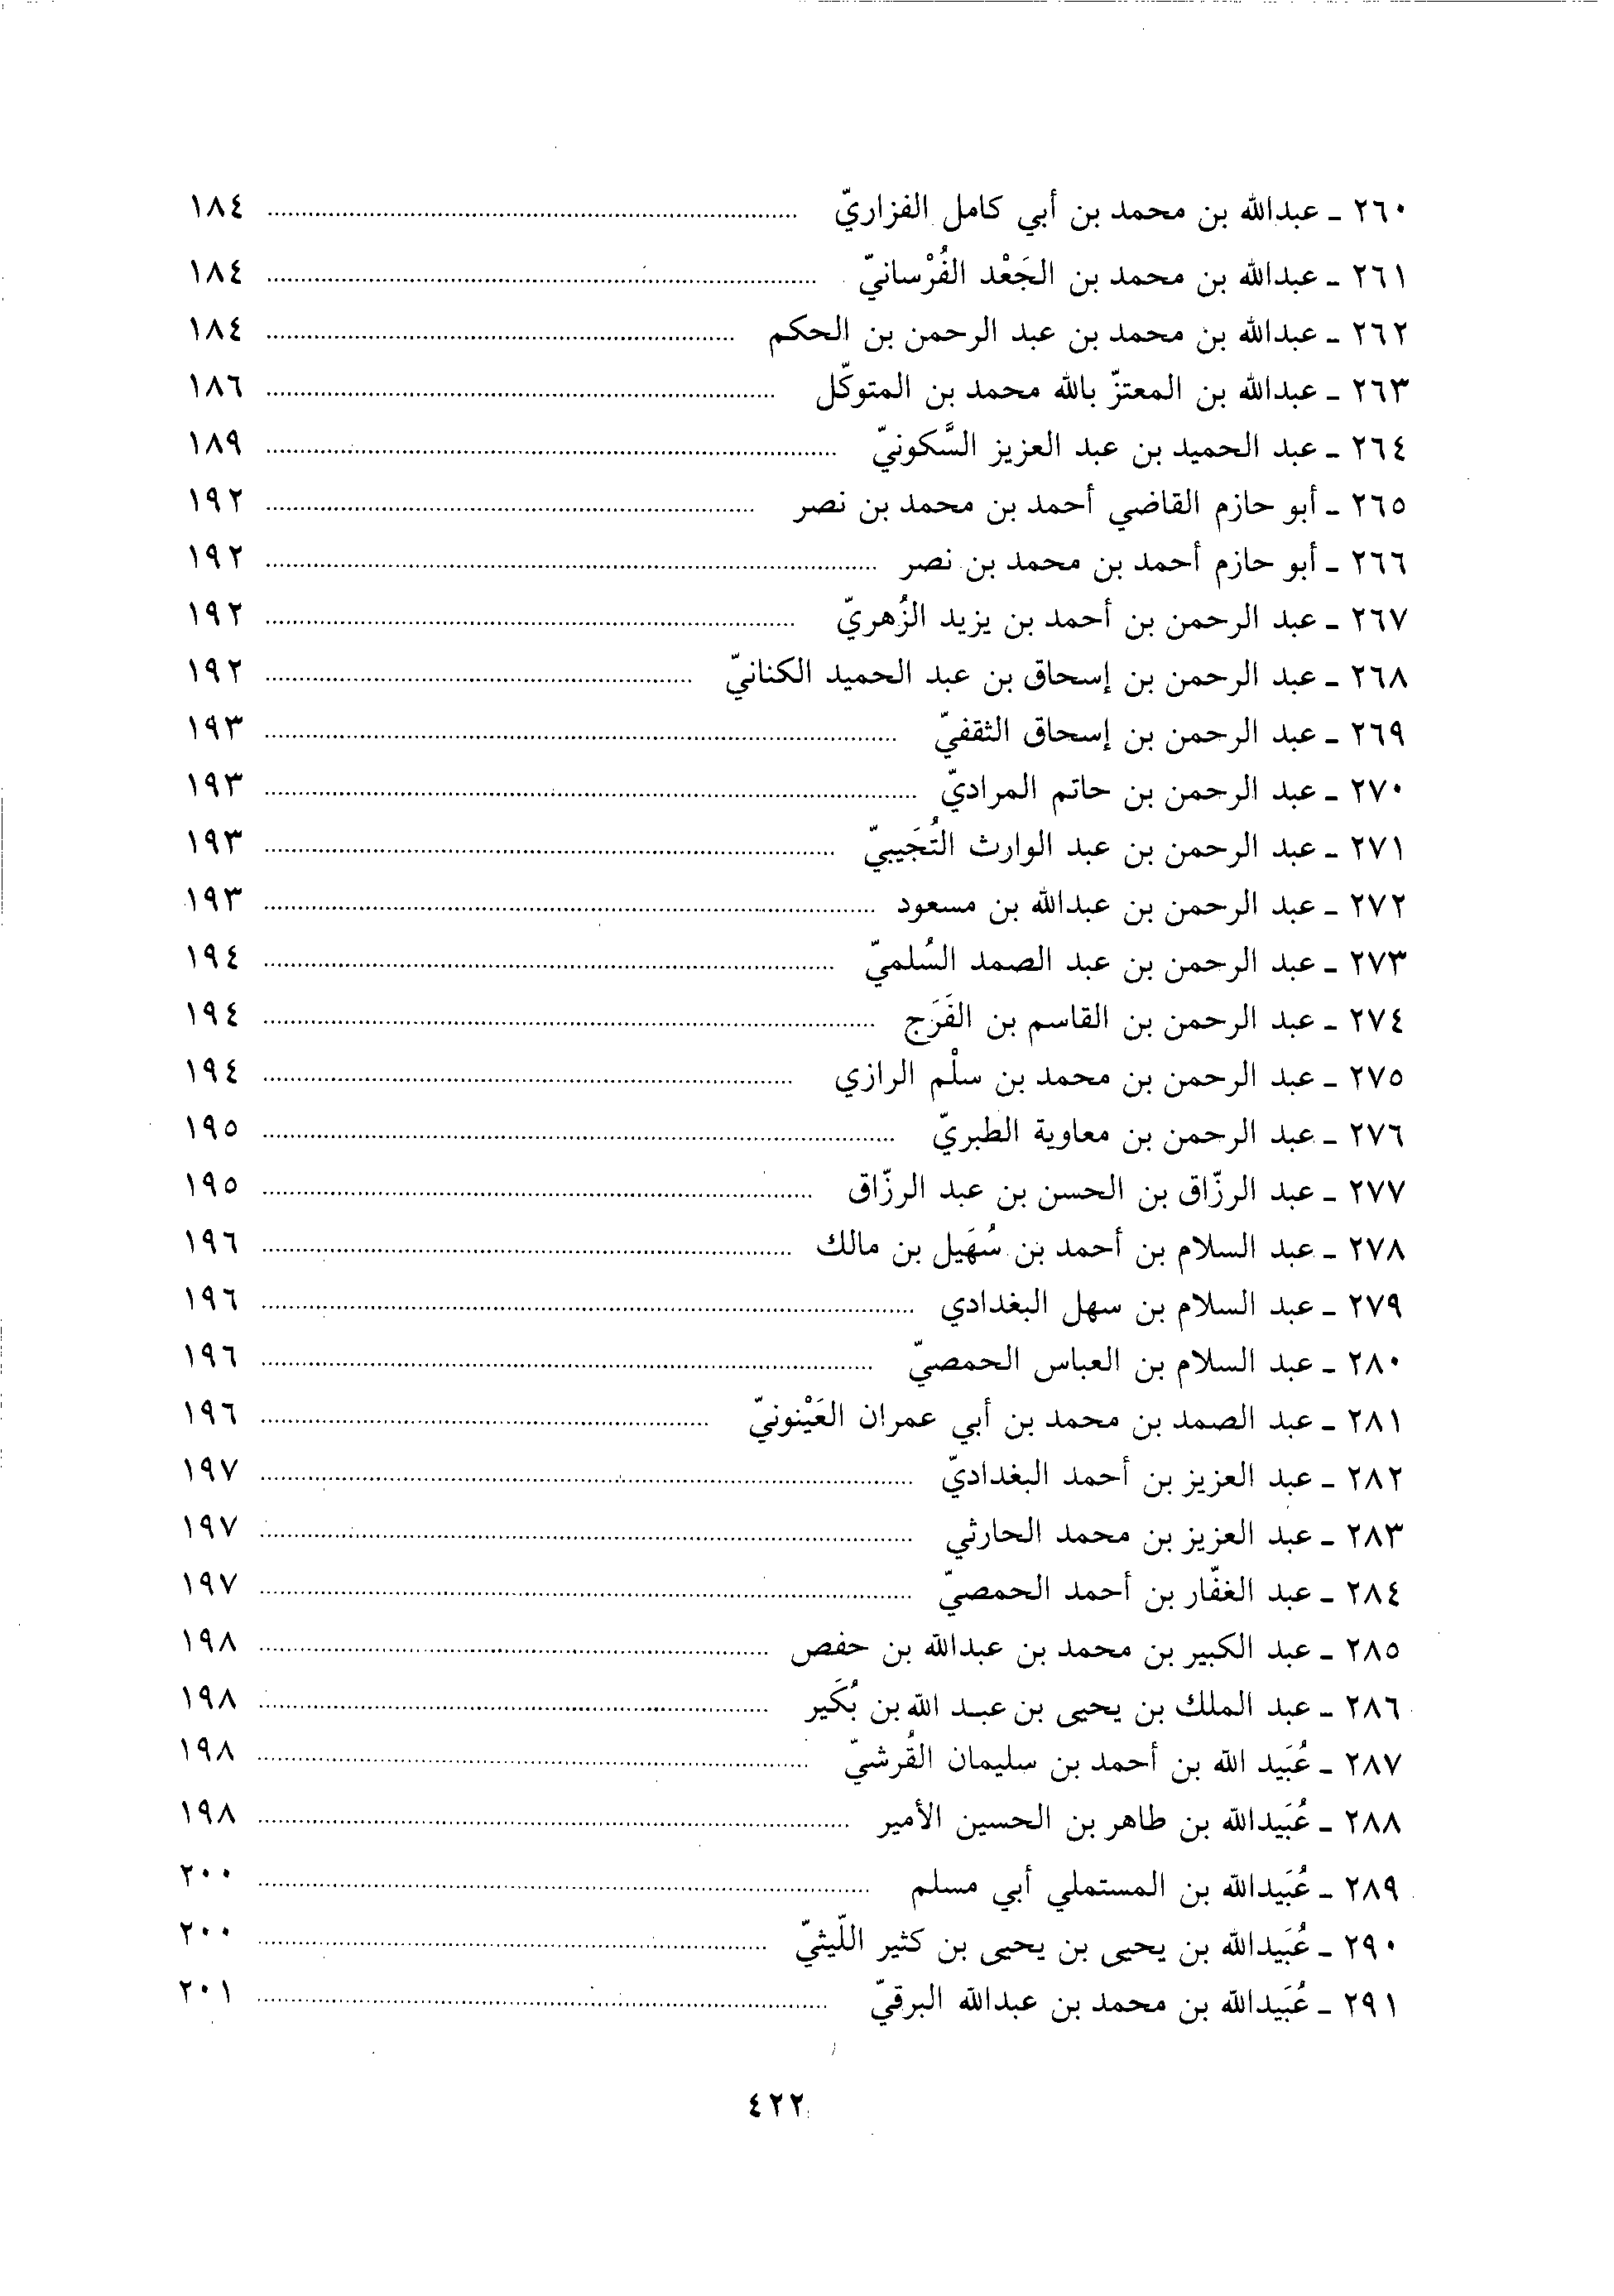 ٢٦٠ - عبدالله بن محمد بن أبي كامل الفزاريّ ........ ١٨٤
٢٦١ - عبدالله بن محمد بن الجَعْد الفُرْسانيّ ........ ١٨٤
٢٦٢ - عبدالله بن محمد بن عبد الرحمن بن الحكم ........ ١٨٤
٢٦٣ - عبدالله بن المعتزّ بالله محمد بن المتوكّل ........ ١٨٦
٢٦٤ - عبد الحميد بن عبد العزيز السَّكونيّ ........ ١٨٩
٢٦٥ - أبو حازم القاضي أحمد بن محمد بن نصر ........ ١٩٢
٢٦٦ - أبو حازم أحمد بن محمد بن نصر ........ ١٩٢
٢٦٧ - عبد الرحمن بن أحمد بن يزيد الزُهريّ ........ ١٩٢
٢٦٨ - عبد الرحمن بن إسحاق بن عبد الحميد الكنانيّ ........ ١٩٢
٢٦٩ - عبد الرحمن بن إسحاق الثقفيّ ........ ١٩٣
٢٧٠ - عبد الرحمن بن حاتم المراديّ ........ ١٩٣
٢٧١ - عبد الرحمن بن عبد الوارث التُجَيبيّ ........ ١٩٣
٢٧٢ - عبد الرحمن بن عبدالله بن مسعود ........ ١٩٣
٢٧٣ - عبد الرحمن بن عبد الصمد السُلميّ ........ ١٩٤
٢٧٤ - عبد الرحمن بن القاسم بن الفَرَج ........ ١٩٤
٢٧٥ - عبد الرحمن بن محمد بن سلْم الرازي ........ ١٩٤
٢٧٦ - عبد الرحمن بن معاوية الطبريّ ........ ١٩٥
٢٧٧ - عبد الرزّاق بن الحسن بن عبد الرزّاق ........ ١٩٥
٢٧٨ - عبد السلام بن أحمد بن سُهَيل بن مالك ........ ١٩٦
٢٧٩ - عبد السلام بن سهل البغدادي ........ ١٩٦
٢٨٠ - عبد السلام بن العباس الحمصيّ ........ ١٩٦
٢٨١ - عبد الصمد بن محمد بن أبي عمران العَيْنونيّ ........ ١٩٦
٢٨٢ - عبد العزيز بن أحمد البغداديّ ........ ١٩٧
٢٨٣ - عبد العزيز بن محمد الحارثي ........ ١٩٧
٢٨٤ - عبد الغفّار بن أحمد الحمصيّ ........ ١٩٧
٢٨٥ - عبد الكبير بن محمد بن عبدالله بن حفص ........ ١٩٨
٢٨٦ - عبد الملك بن يحيى بن عبد الله بن بُكَير ........ ١٩٨
٢٨٧ - عُبَيد الله بن أحمد بن سليمان القُرشيّ ........ ١٩٨
٢٨٨ - عُبَيدالله بن طاهر بن الحسين الأمير ........ ١٩٨
٢٨٩ - عُبَيدالله بن المستملي أبي مسلم ........ ٢٠٠
٢٩٠ - عُبَيدالله بن يحيى بن يحيى بن كثير اللّيثيّ ........ ٢٠٠
٢٩١ - عُبَيدالله بن محمد بن عبدالله البرقيّ ........ ٢٠١
٤٢٢